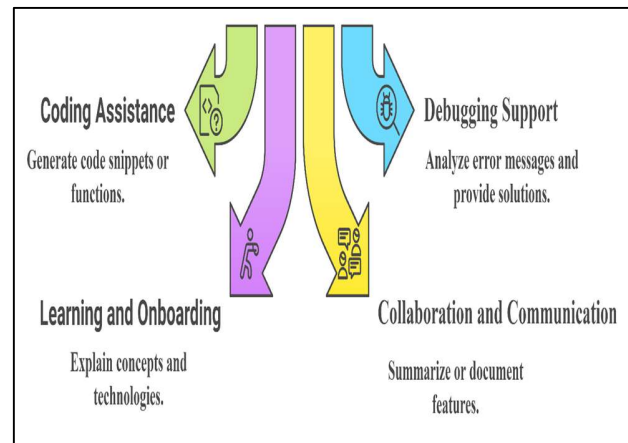 Coding Assistance
Generate code snippets or
functions.
Debugging Support
Analyze error messages and
provide solutions.
Learning and Onboarding
Explain concepts and
technologies.
Collaboration and Communication
Summarize or document
features.